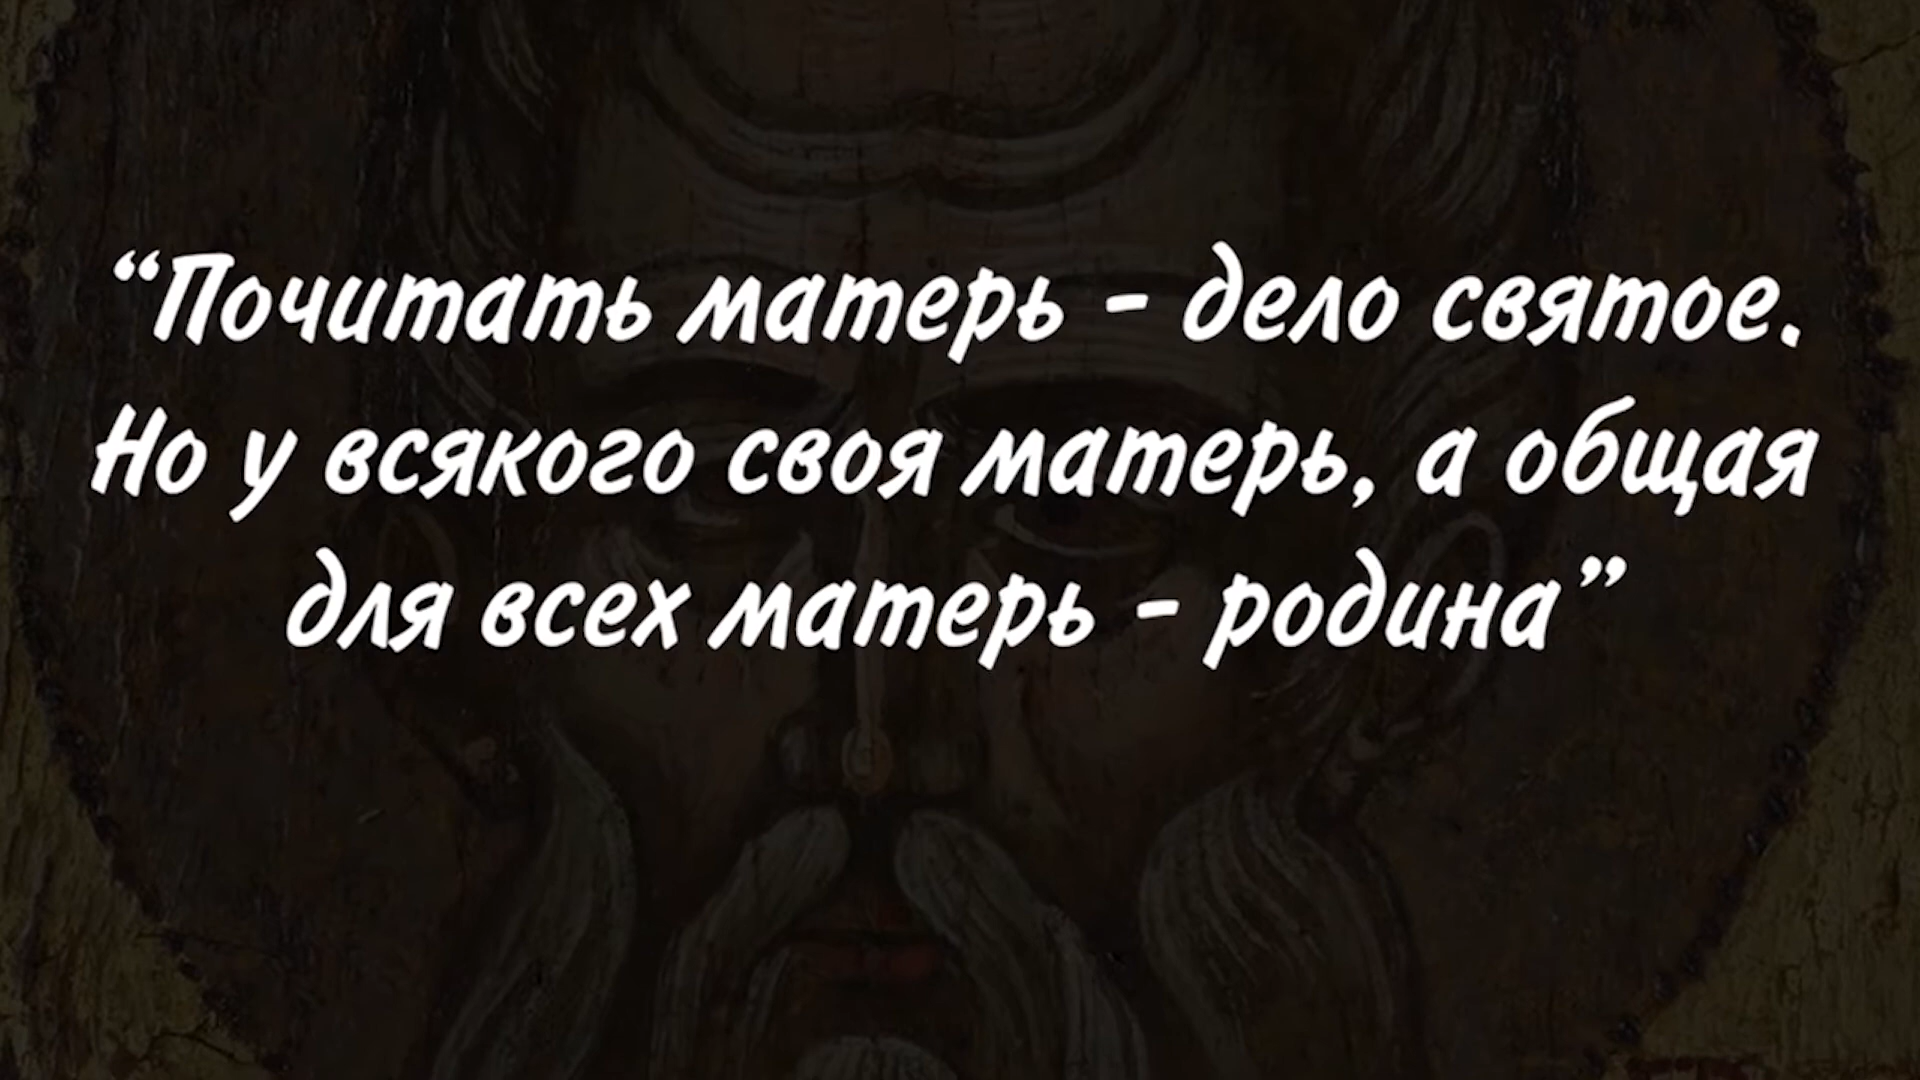 “Почитать матерь - дело святое.
Но у всякого своя матерь, а общая
для всех матерь - родина”